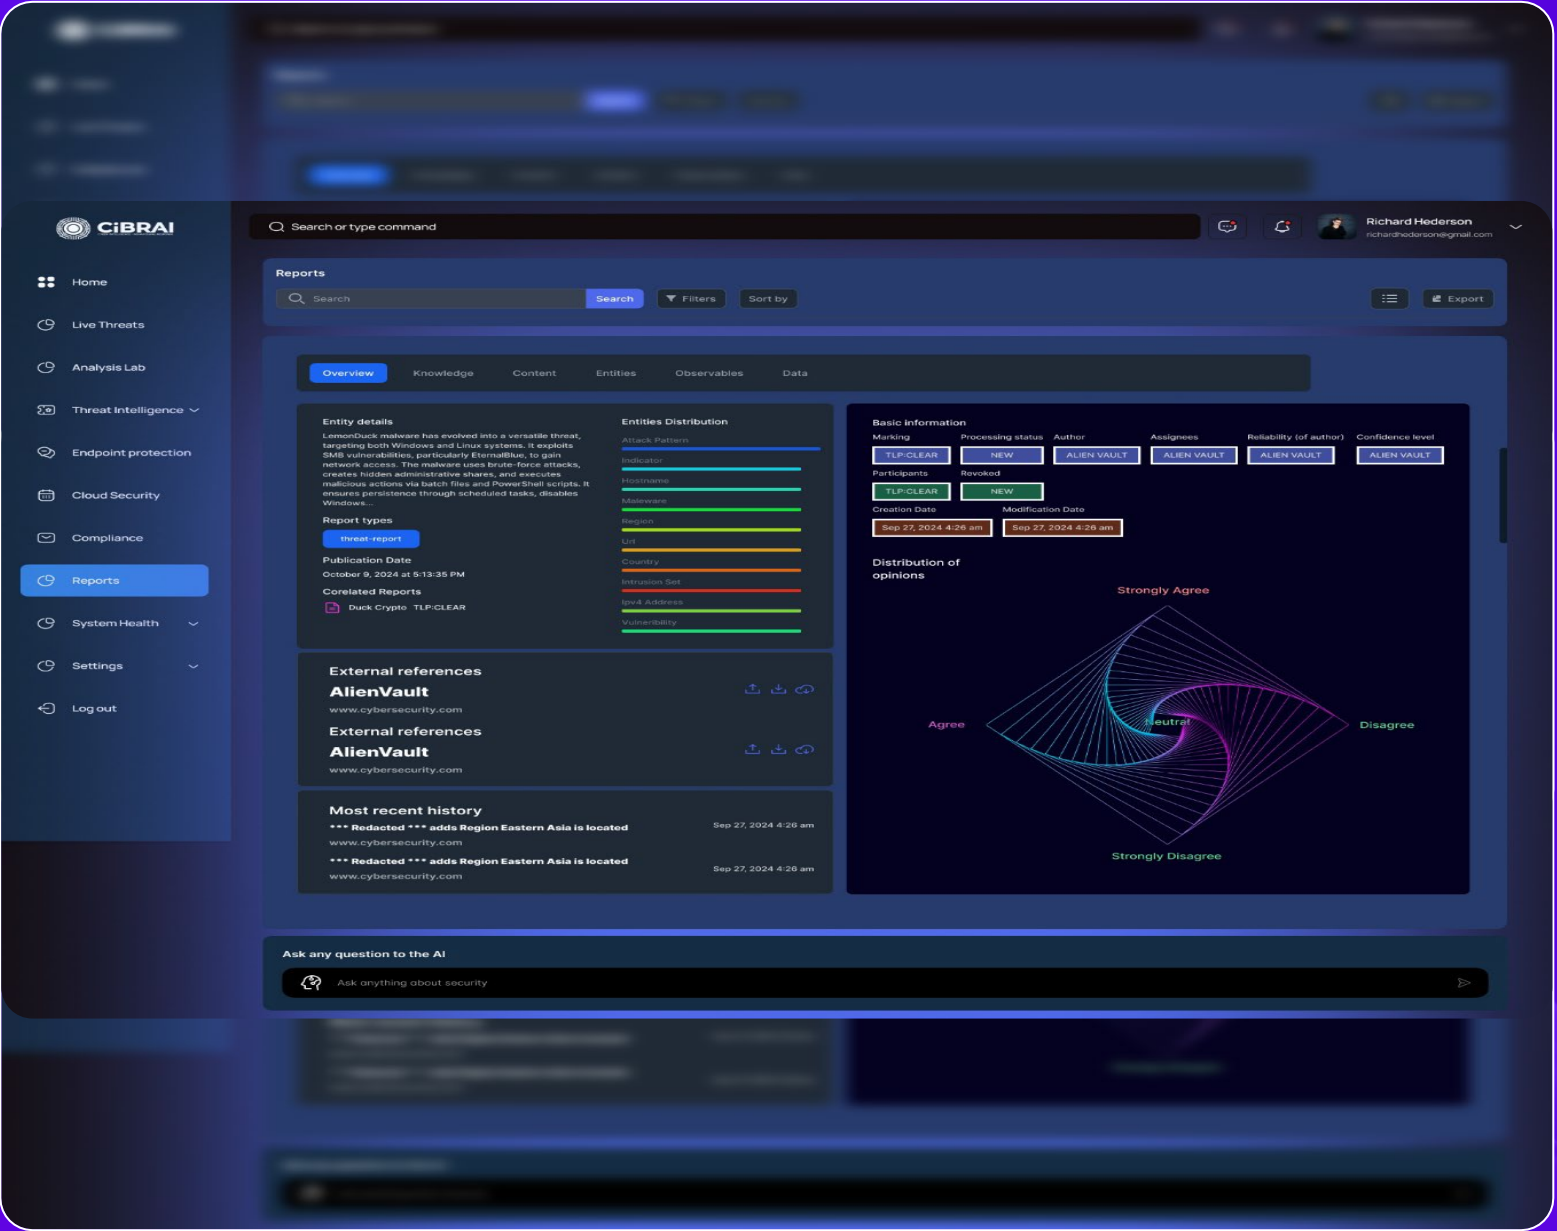 CiBRAI
Search or type command
Richard Hederson
richardhederson@gmail.com
Home
Live Threats
Analysis Lab
Threat Intelligence
Endpoint protection
Cloud Security
Compliance
Reports
System Health
Settings
Log out
Reports
Search
Search
Filters
Sort by
Export
Overview
Knowledge
Content
Entities
Observables
Data
Entity details
LemonDuck malware has evolved into a versatile threat,
targeting both Windows and Linux systems. It exploits
SMB vulnerabilities, particularly EternalBlue, to gain
network access. The malware uses brute-force attacks,
creates hidden administrative shares, and executes
malicious actions via batch files and PowerShell scripts. It
ensures persistence through scheduled tasks, disables
Windows...
Report types
threat-report
Publication Date
October 9, 2024 at 5:13:35 PM
Corelated Reports
Duck Crypto TLP:CLEAR
Entities Distribution
Attack Pattern
Indicator
Hostname
Maleware
Region
Url
Country
Intrusion Set
Ipv4 Address
Vulneribility
External references
AlienVault
www.cybersecurity.com
External references
AlienVault
www.cybersecurity.com
Most recent history
*** Redacted *** adds Region Eastern Asia is located
Sep 27, 2024 4:26 am
www.cybersecurity.com
*** Redacted *** adds Region Eastern Asia is located
Sep 27, 2024 4:26 am
www.cybersecurity.com
Basic information
Marking
Processing status
Author
Assignees
Reliability (of author)
Confidence level
TLP:CLEAR
NEW
ALIEN VAULT
ALIEN VAULT
ALIEN VAULT
ALIEN VAULT
Participants
Revoked
TLP:CLEAR
NEW
Creation Date
Modification Date
Sep 27, 2024 4:26 am
Sep 27, 2024 4:26 am
Distribution of
opinions
Strongly Agree
Agree
Neutral
Disagree
Strongly Disagree
Ask any question to the AI
Ask anything about security